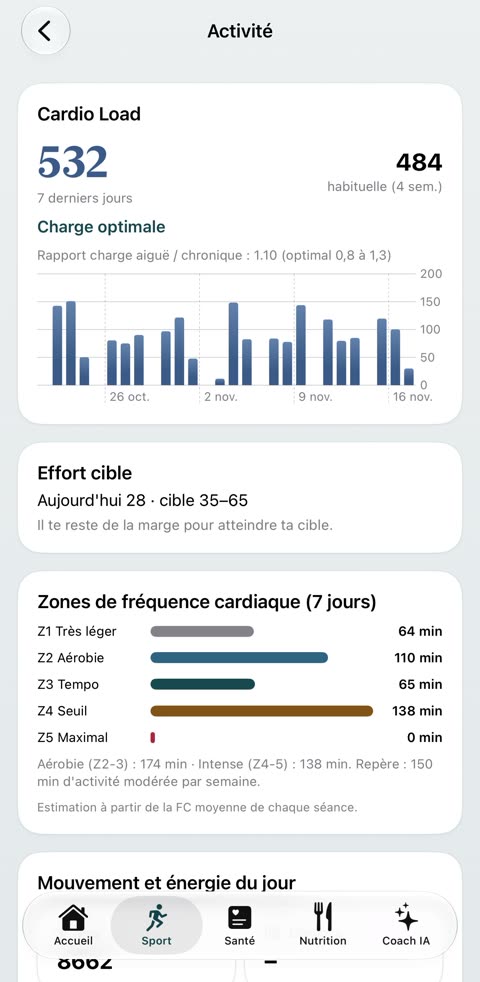 Activité
Cardio Load
532
484
7 derniers jours
habituelle (4 sem.)
Charge optimale
Rapport charge aiguë / chronique : 1.10 (optimal 0,8 à 1,3)
200
150
100
50
0
26 oct.
2 nov.
9 nov.
16 nov.
Effort cible
Aujourd'hui 28 · cible 35–65
Il te reste de la marge pour atteindre ta cible.
Zones de fréquence cardiaque (7 jours)
Z1 Très léger 64 min
Z2 Aérobie 110 min
Z3 Tempo 65 min
Z4 Seuil 138 min
Z5 Maximal 0 min
Aérobie (Z2-3) : 174 min · Intense (Z4-5) : 138 min. Repère : 150
min d'activité modérée par semaine.
Estimation à partir de la FC moyenne de chaque séance.
Mouvement et énergie du jour
Accueil
Sport
Santé
Nutrition
Coach IA
8662
–